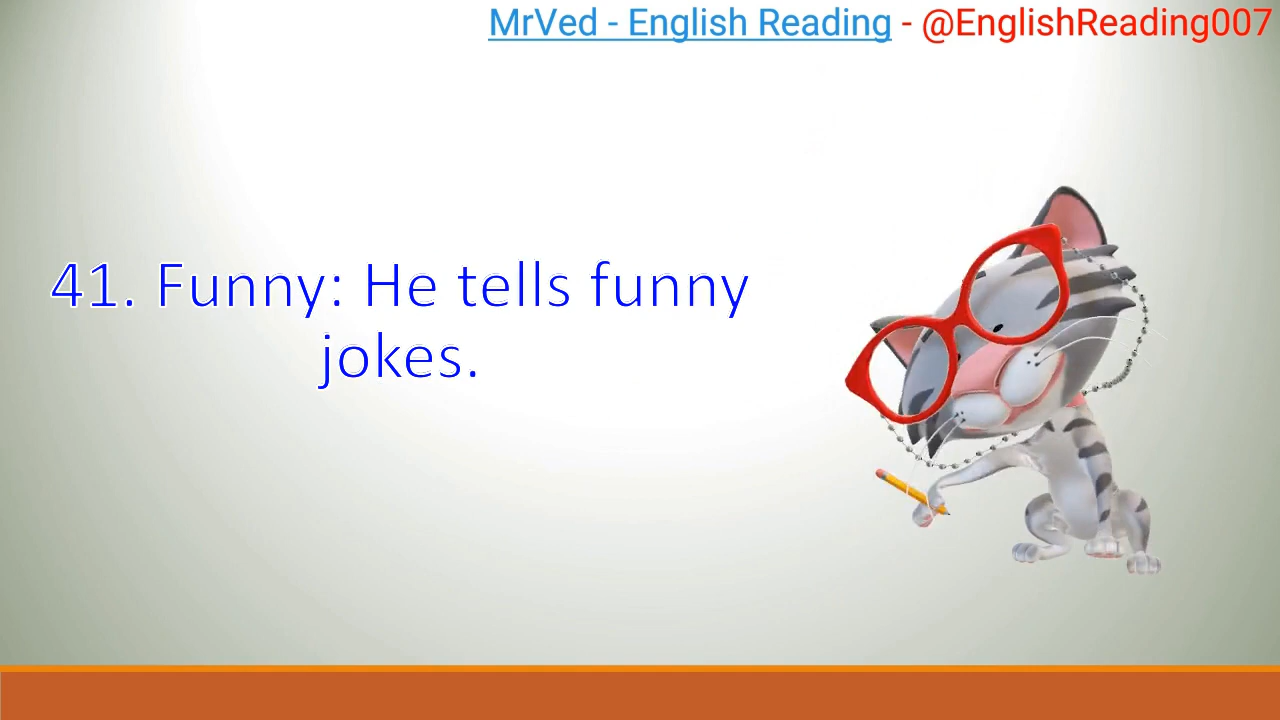 MrVed - English Reading - @EnglishReading007
41. Funny: He tells funny
jokes.